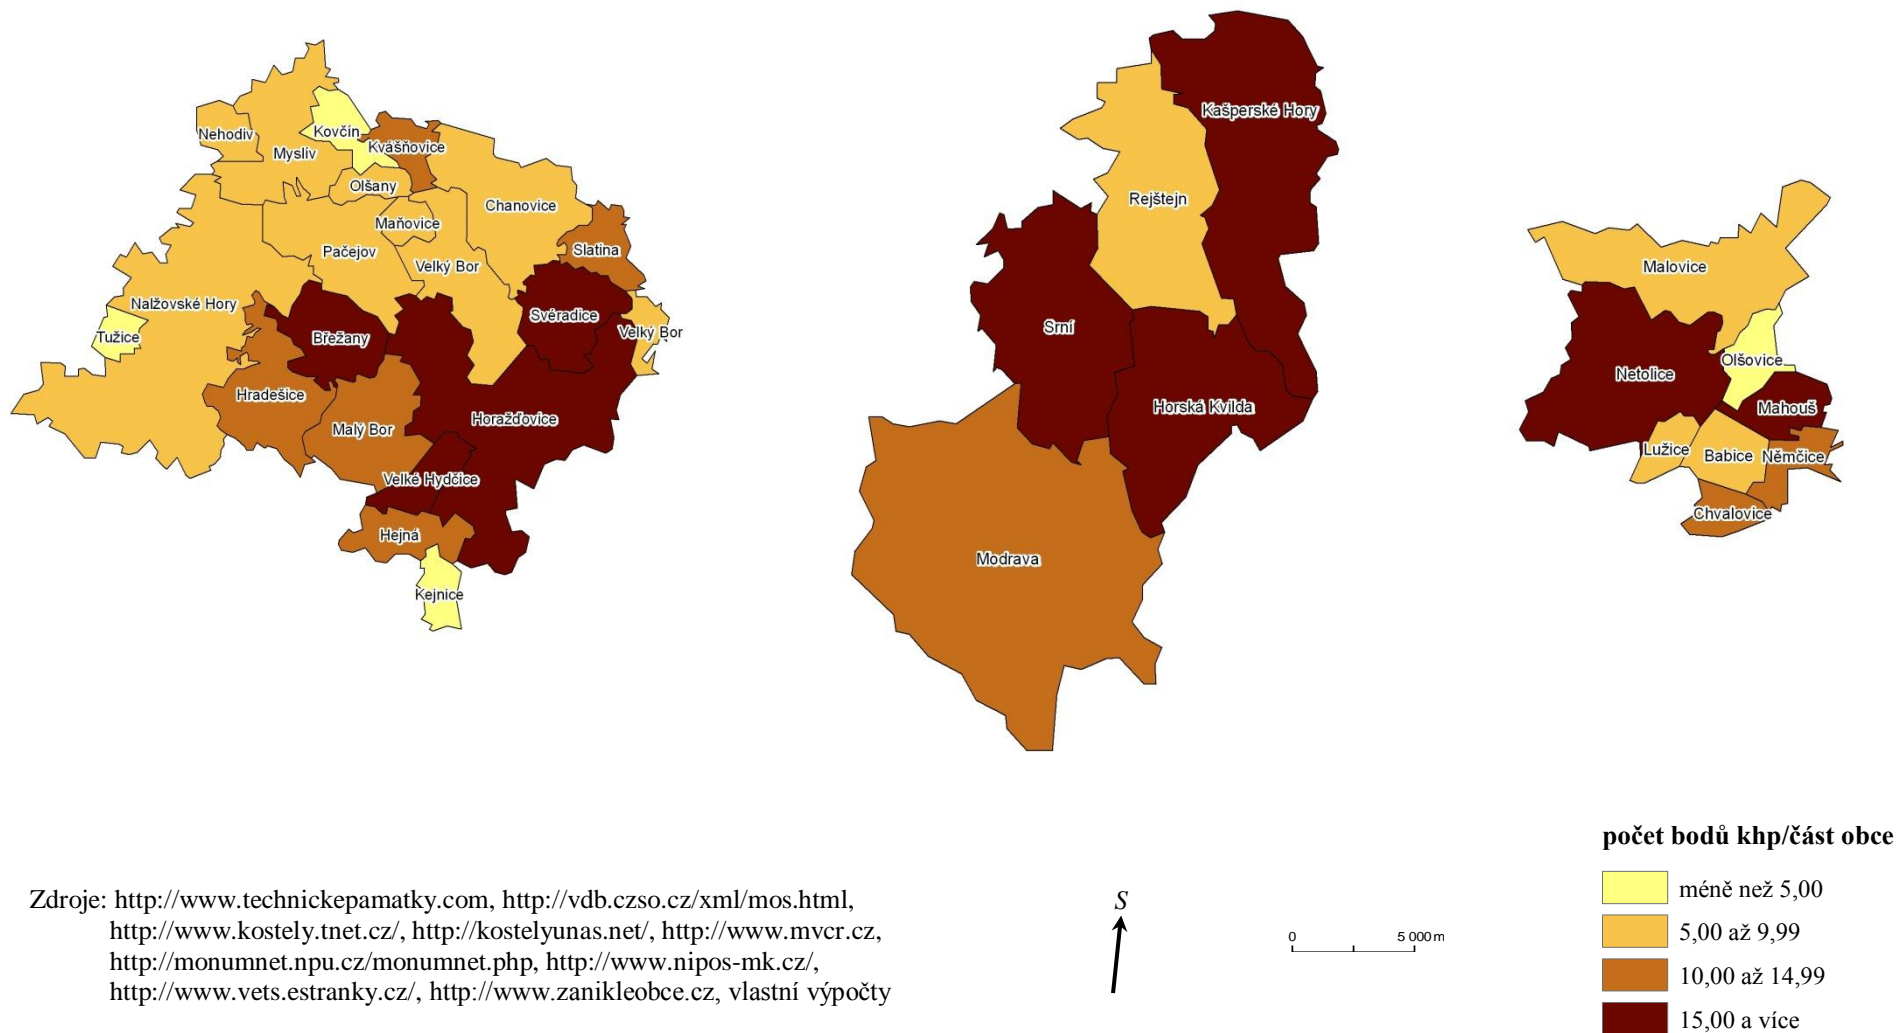 Nehodiv
Kovčín
Myslív
Kvášňovice
Olšany
Chanovice
Maňovice
Pačejov
Slatina
Velký Bor
Nalžovské Hory
Tužice
Břežany
Svéradice
Velký Bor
Hradešice
Malý Bor
Horažďovice
Velké Hydčice
Hejná
Kejnice
Kašperské Hory
Rejštejn
Srní
Horská Kvilda
Modrava
Malovice
Olšovice
Netolice
Mahouš
Lužice
Babice
Němčice
Chvalovice
počet bodů khp/část obce
méně než 5,00
5,00 až 9,99
10,00 až 14,99
15,00 a více
S
0
5 000 m
Zdroje: http://www.technickepamatky.com, http://vdb.czso.cz/xml/mos.html,
http://www.kostely.tnet.cz/, http://kostelyunas.net/, http://www.mvcr.cz,
http://monumnet.npu.cz/monumnet.php, http://www.nipos-mk.cz/,
http://www.vets.estranky.cz/, http://www.zanikleobce.cz, vlastní výpočty